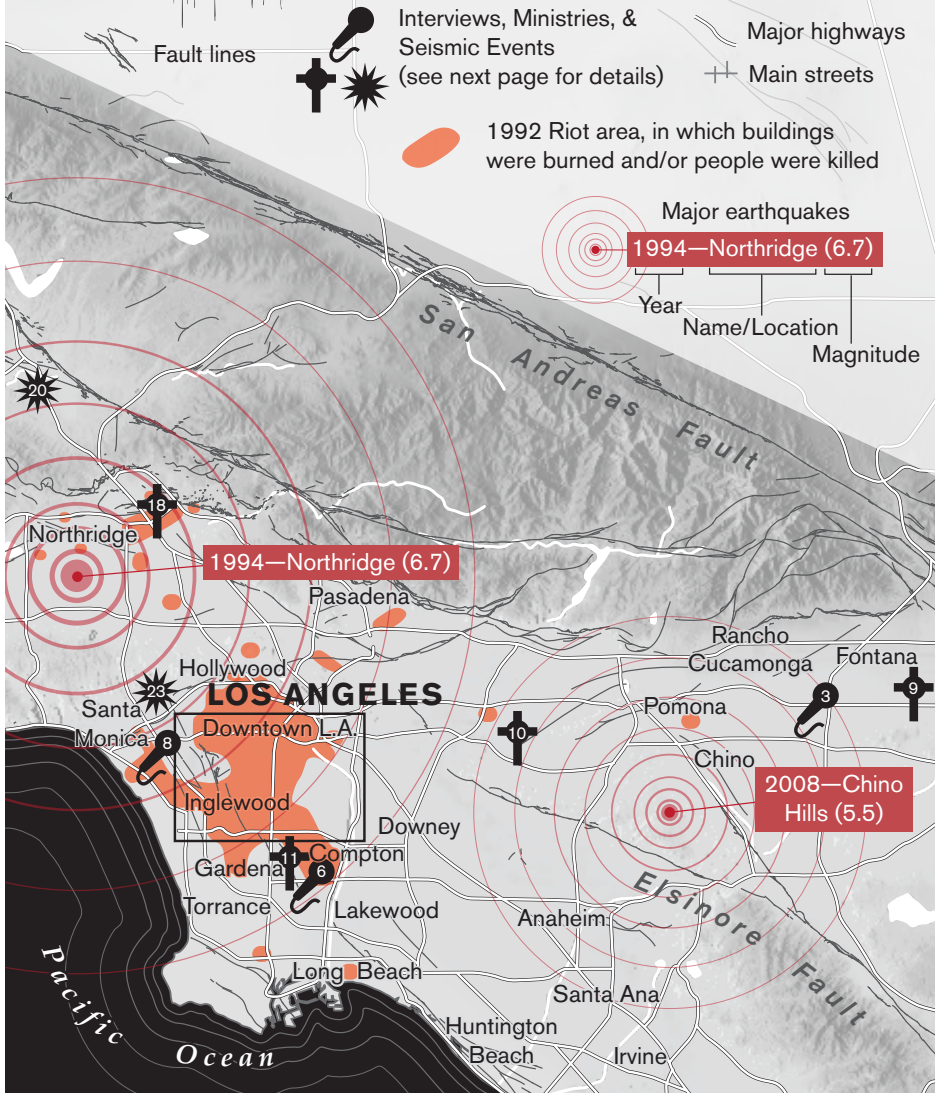 Fault lines
Interviews, Ministries, &
Seismic Events
(see next page for details)
Major highways
Main streets
1992 Riot area, in which buildings
were burned and/or people were killed
Major earthquakes
1994—Northridge (6.7)
Year
Name/Location
Magnitude
San Andreas Fault
20
18
Northridge
1994—Northridge (6.7)
Pasadena
Rancho
Cucamonga
Fontana
Hollywood
LOS ANGELES
23
3
9
Santa
Monica
8
Downtown L.A.
10
Pomona
Chino
2008—Chino
Hills (5.5)
Inglewood
Downey
Gardena
11
Compton
6
Torrance
Lakewood
Anaheim
Elsinore Fault
Long Beach
Santa Ana
Pacific
Ocean
Huntington
Beach
Irvine